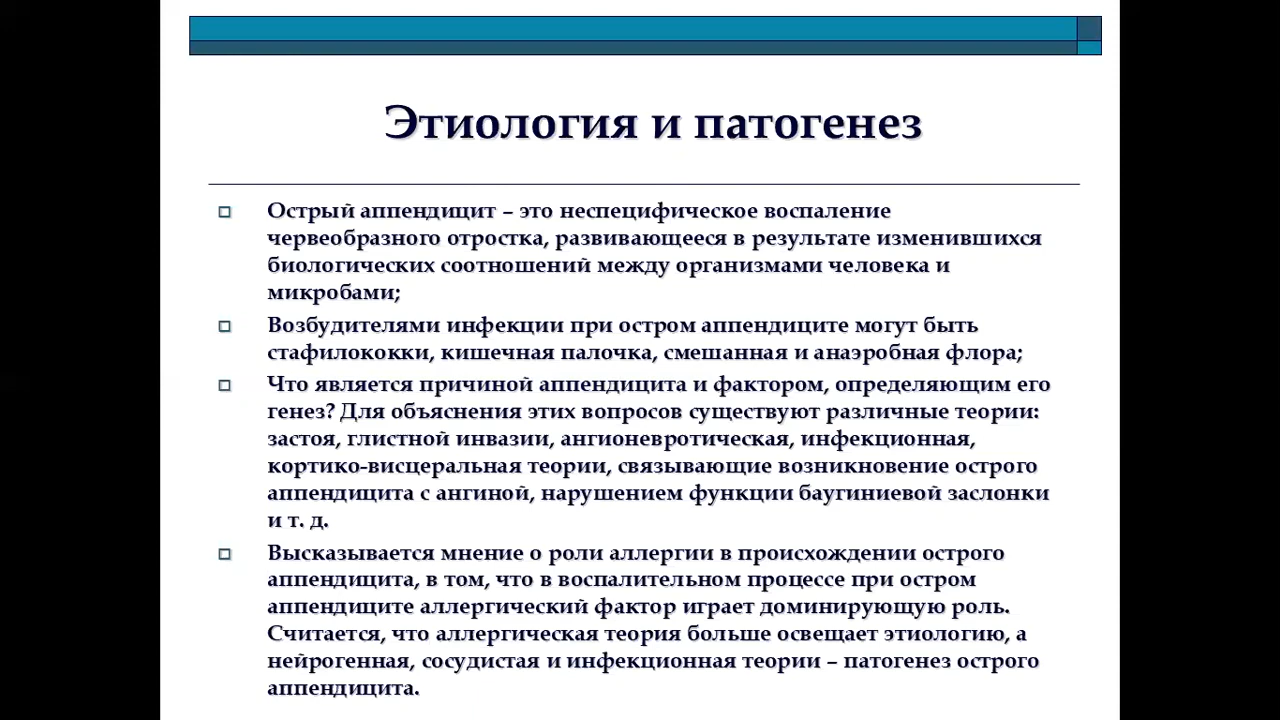 Этиология и патогенез
Острый аппендицит – это неспецифическое воспаление
червеобразного отростка, развивающееся в результате изменившихся
биологических соотношений между организмами человека и
микробами;
Возбудителями инфекции при остром аппендиците могут быть
стафилококки, кишечная палочка, смешанная и анаэробная флора;
Что является причиной аппендицита и фактором, определяющим его
генез? Для объяснения этих вопросов существуют различные теории:
застоя, глистной инвазии, ангионевротическая, инфекционная,
кортико-висцеральная теории, связывающие возникновение острого
аппендицита с ангиной, нарушением функции баугиниевой заслонки
и т. д.
Высказывается мнение о роли аллергии в происхождении острого
аппендицита, в том, что в воспалительном процессе при остром
аппендиците аллергический фактор играет доминирующую роль.
Считается, что аллергическая теория больше освещает этиологию, а
нейрогенная, сосудистая и инфекционная теории – патогенез острого
аппендицита.